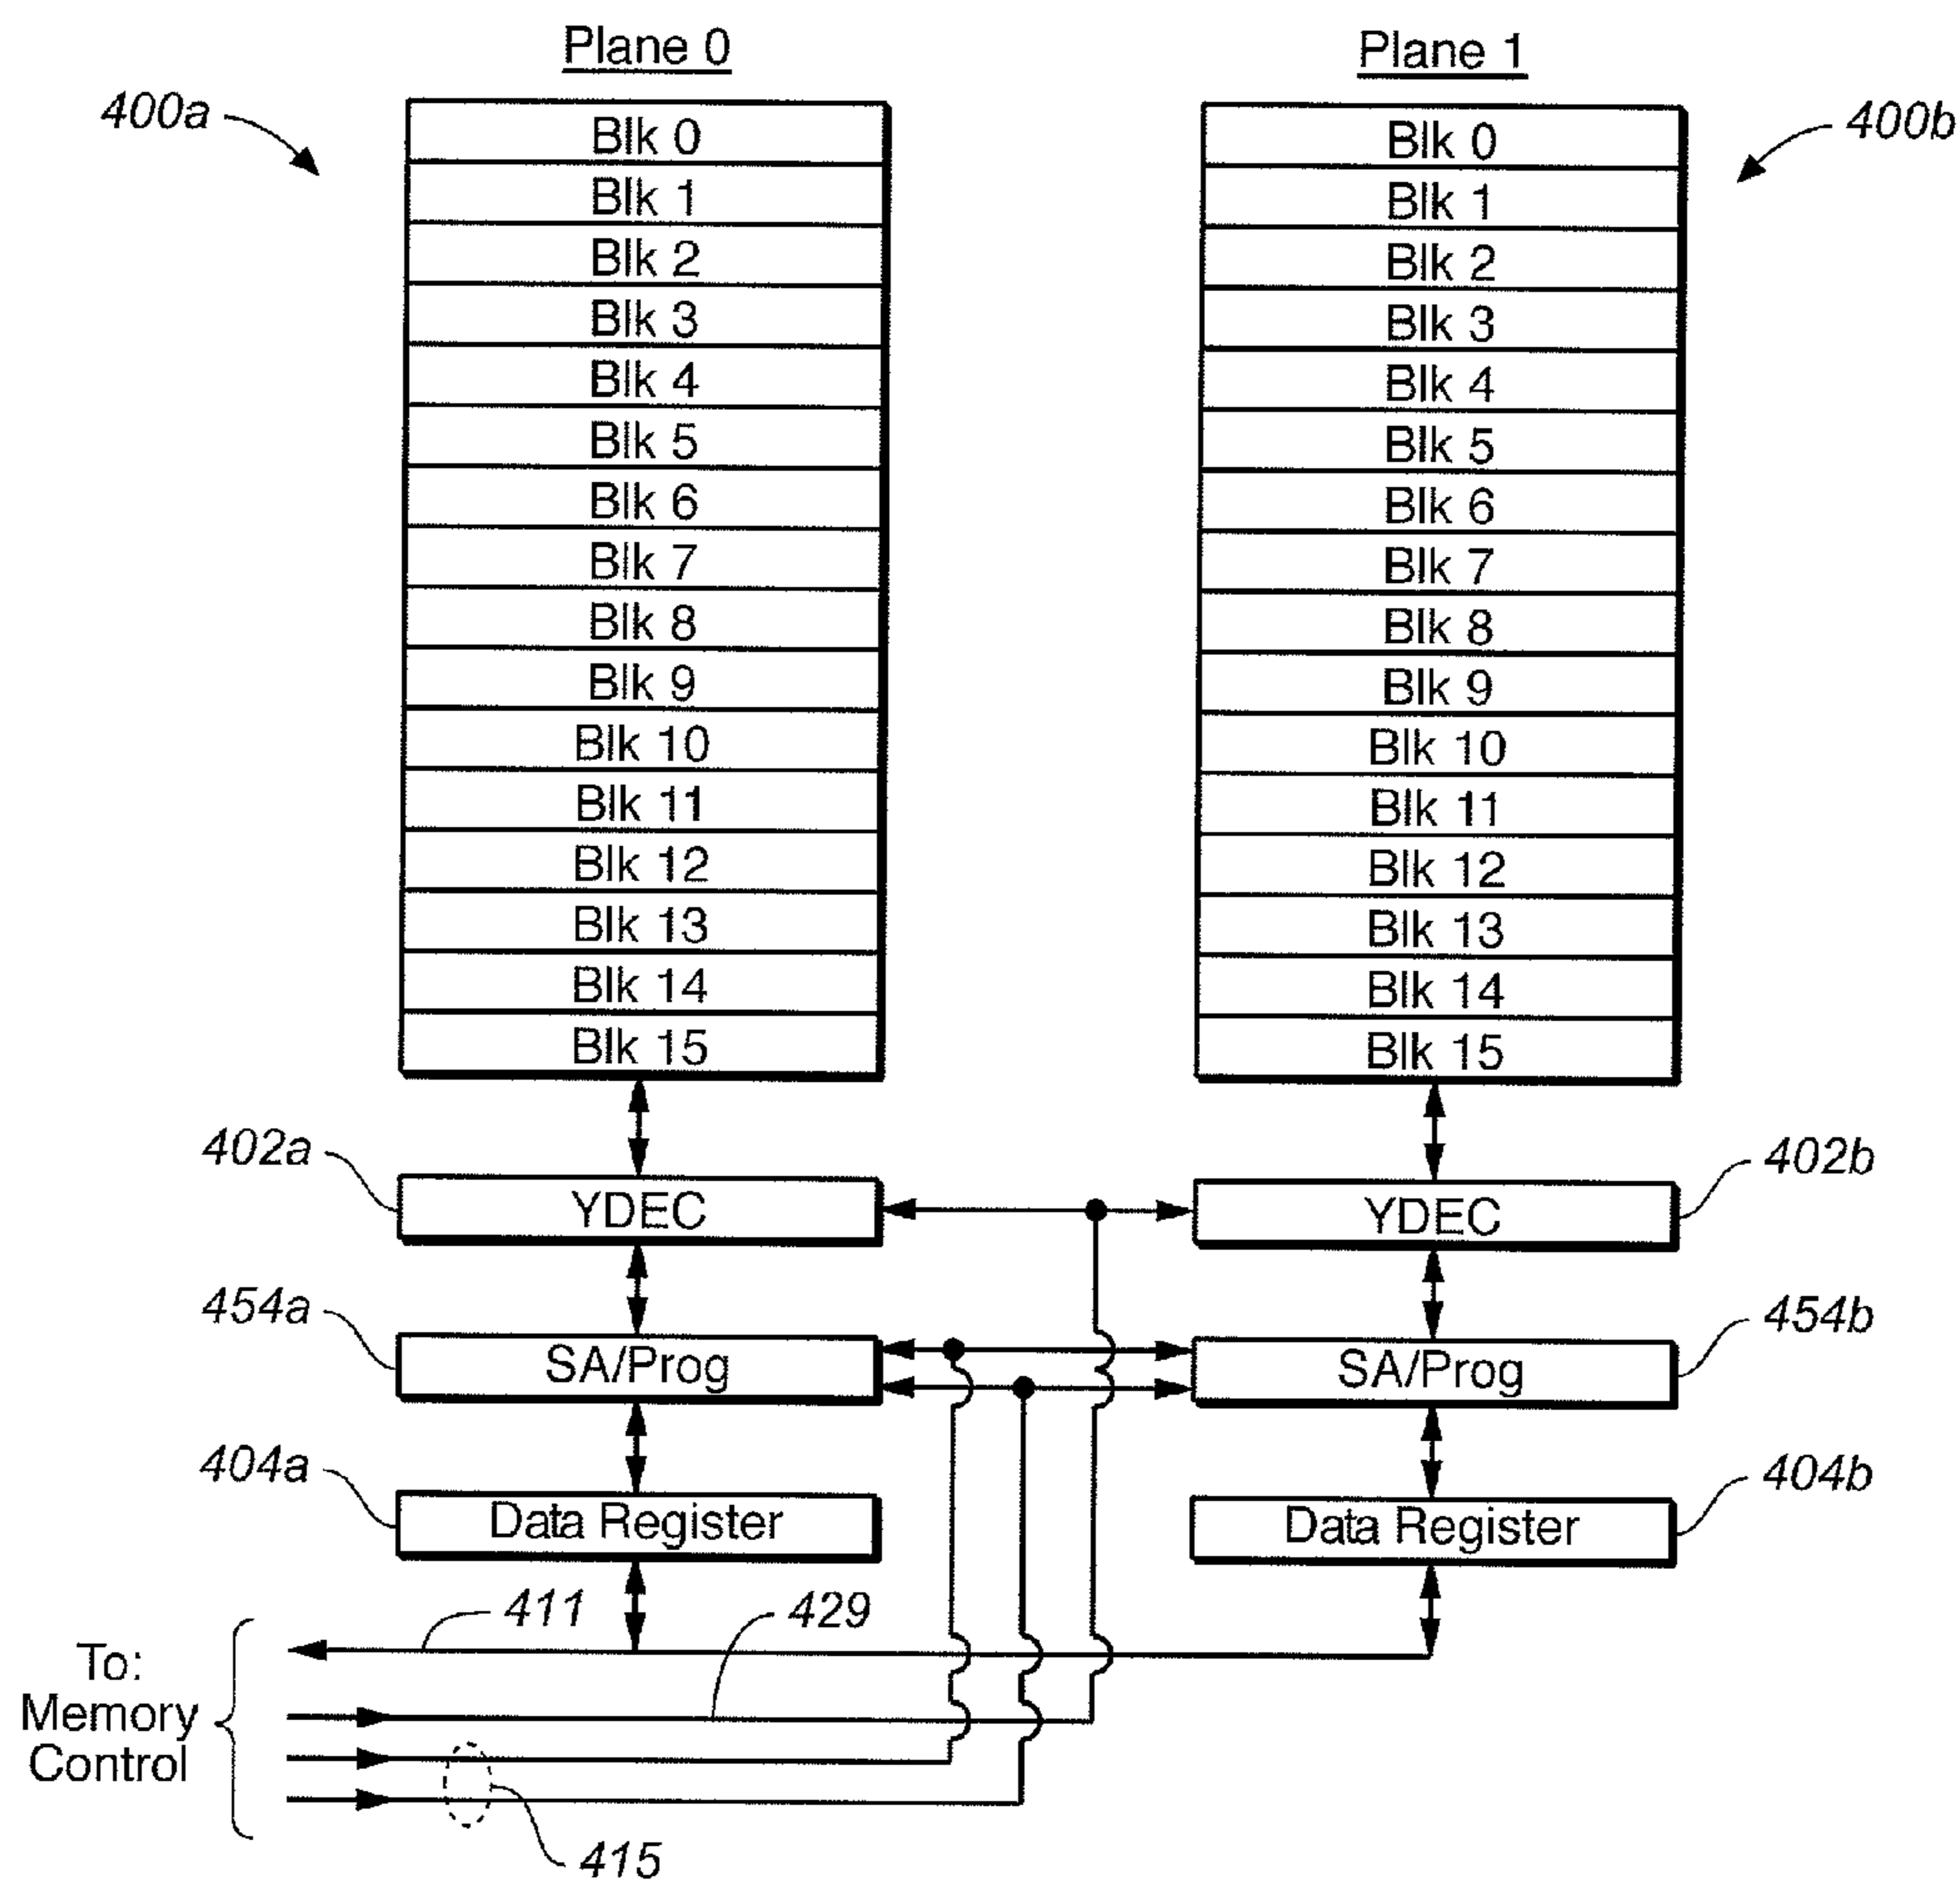 Plane 0
Plane 1
400a
400b
Blk 0
Blk 1
Blk 2
Blk 3
Blk 4
Blk 5
Blk 6
Blk 7
Blk 8
Blk 9
Blk 10
Blk 11
Blk 12
Blk 13
Blk 14
Blk 15
Blk 0
Blk 1
Blk 2
Blk 3
Blk 4
Blk 5
Blk 6
Blk 7
Blk 8
Blk 9
Blk 10
Blk 11
Blk 12
Blk 13
Blk 14
Blk 15
402a
YDEC
YDEC
402b
454a
SA/Prog
SA/Prog
454b
404a
Data Register
Data Register
404b
411
429
To:
Memory
Control
415